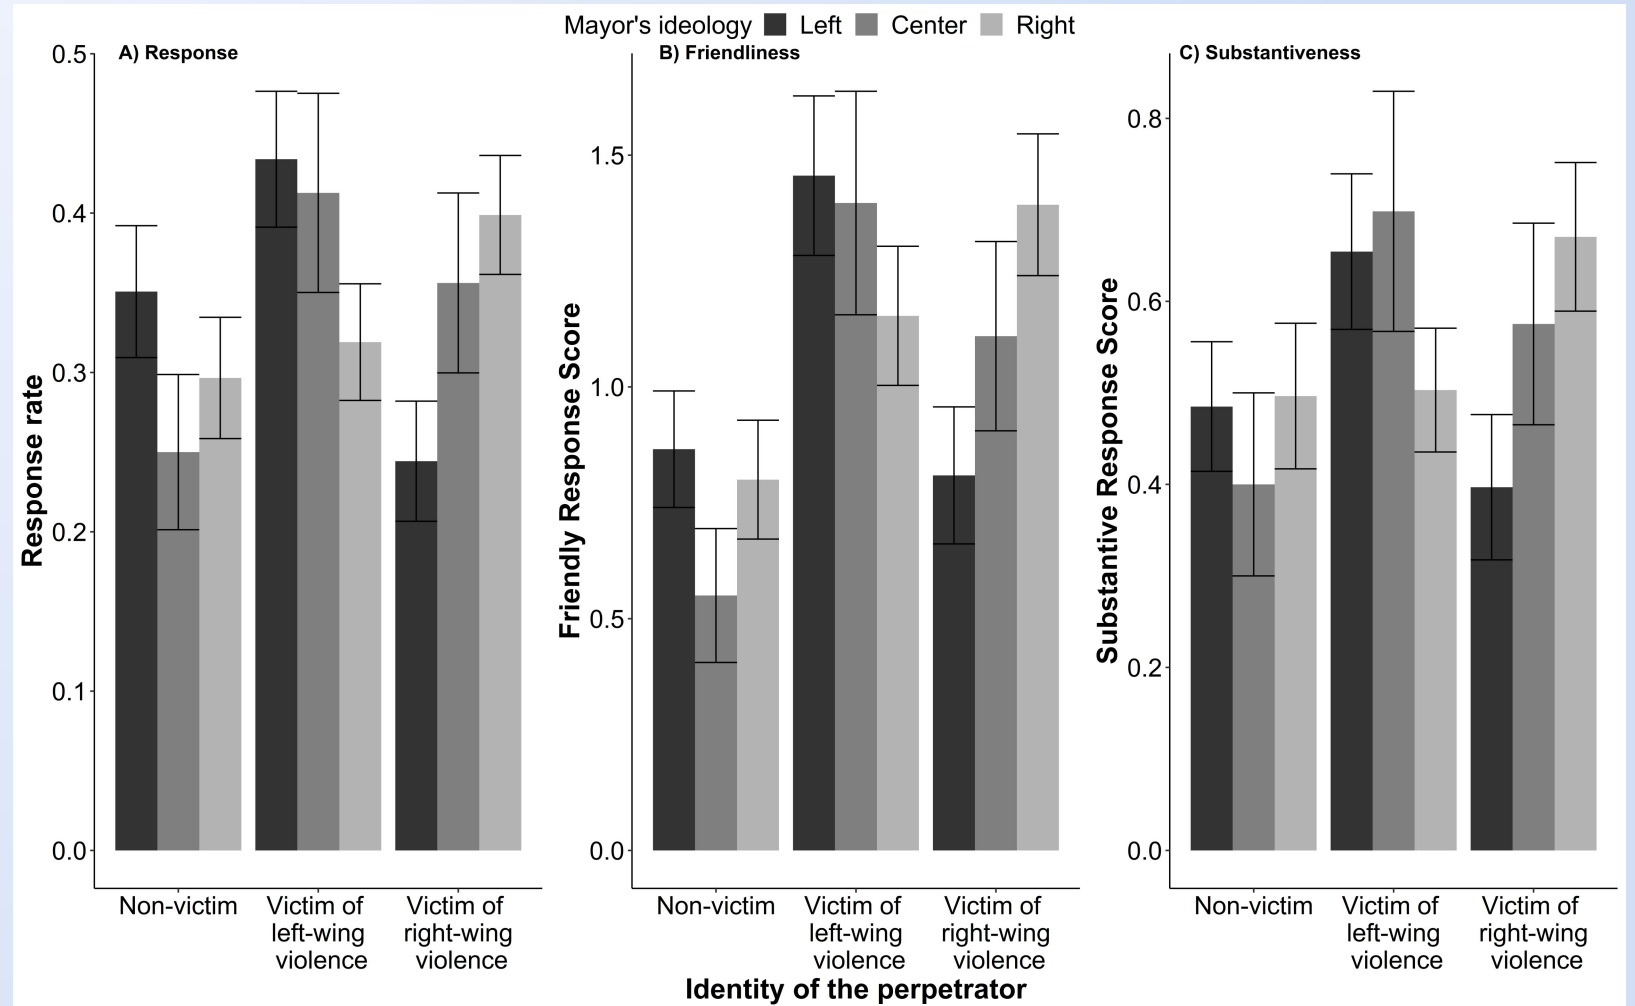 Mayor's ideology Left Center Right
A) Response
0.5
0.4
0.3
0.2
0.1
0.0
Response rate
Non-victim
Victim of
left-wing
violence
Victim of
right-wing
violence
B) Friendliness
1.5
1.0
0.5
0.0
Friendly Response Score
Non-victim
Victim of
left-wing
violence
Victim of
right-wing
violence
C) Substantiveness
0.8
0.6
0.4
0.2
0.0
Substantive Response Score
Non-victim
Victim of
left-wing
violence
Victim of
right-wing
violence
Identity of the perpetrator